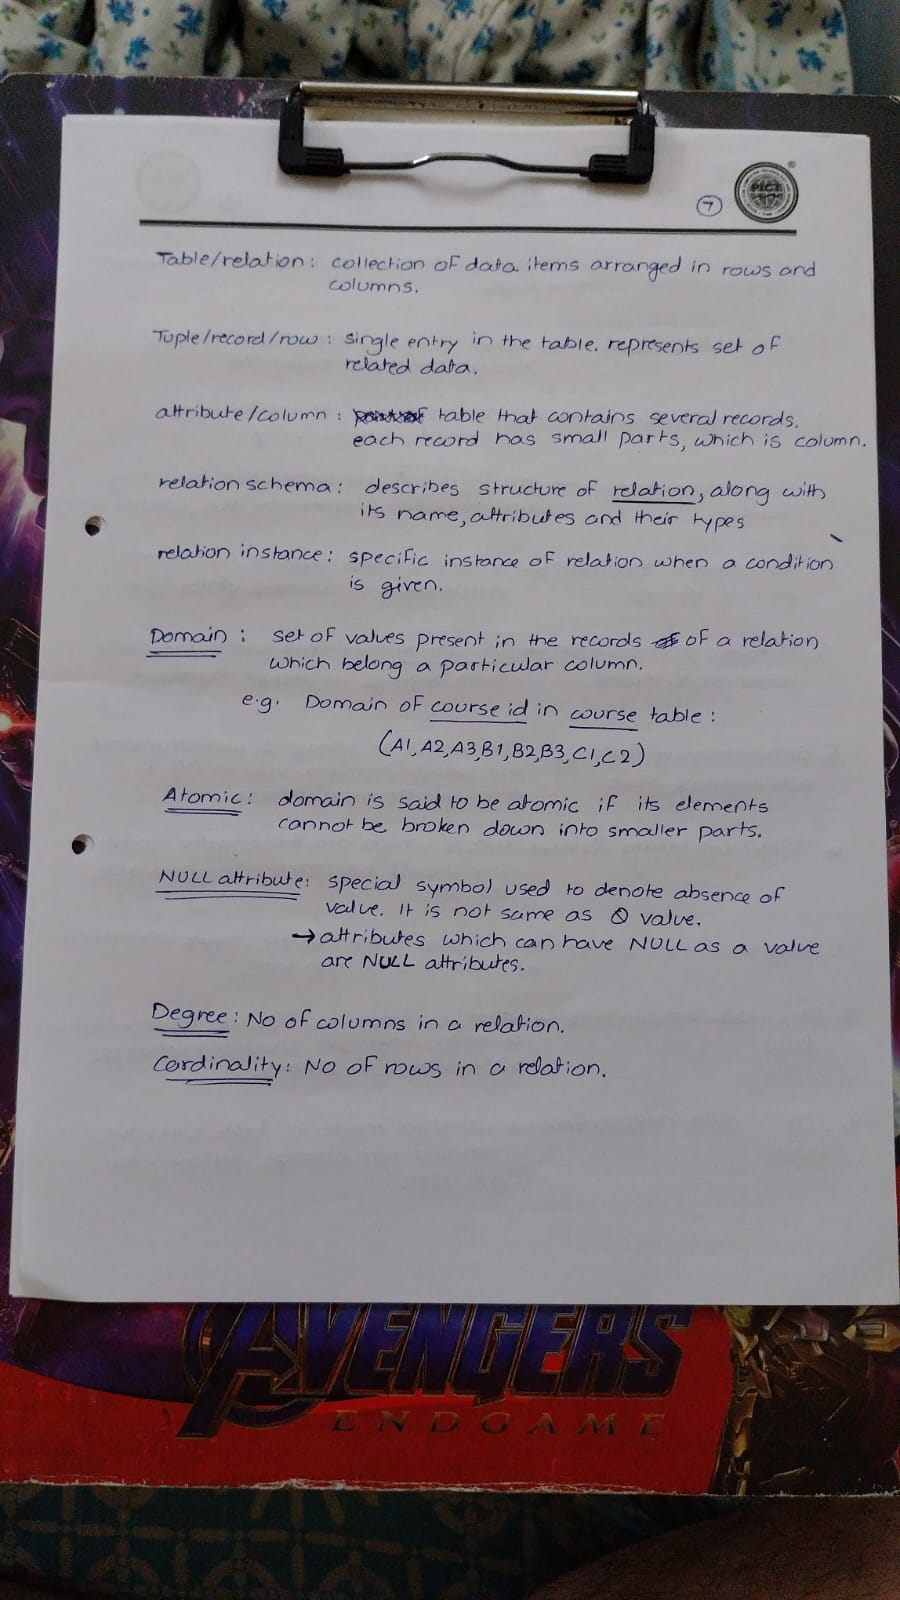 7
PICT
Table/relation: collection of data items arranged in rows and
columns.
Tuple/record/row: single entry in the table. represents set of
related data.
attribute/column: table that contains several records.
each record has small parts, which is column.
relation schema: describes structure of relation, along with
its name, attributes and their types
relation instance: specific instance of relation when a condition
is given.
Domain: set of values present in the records of a relation
which belong a particular column.
e.g. Domain of course id in course table:
(A1, A2, A3, B1, B2, B3, C1, C2)
Atomic: domain is said to be atomic if its elements
cannot be broken down into smaller parts.
NULL attribute: special symbol used to denote absence of
value. It is not same as 0 value.
→ attributes which can have NULL as a value
are NULL attributes.
Degree: No of columns in a relation.
Cardinality: No of rows in a relation.
AVENGERS
ENDGAME